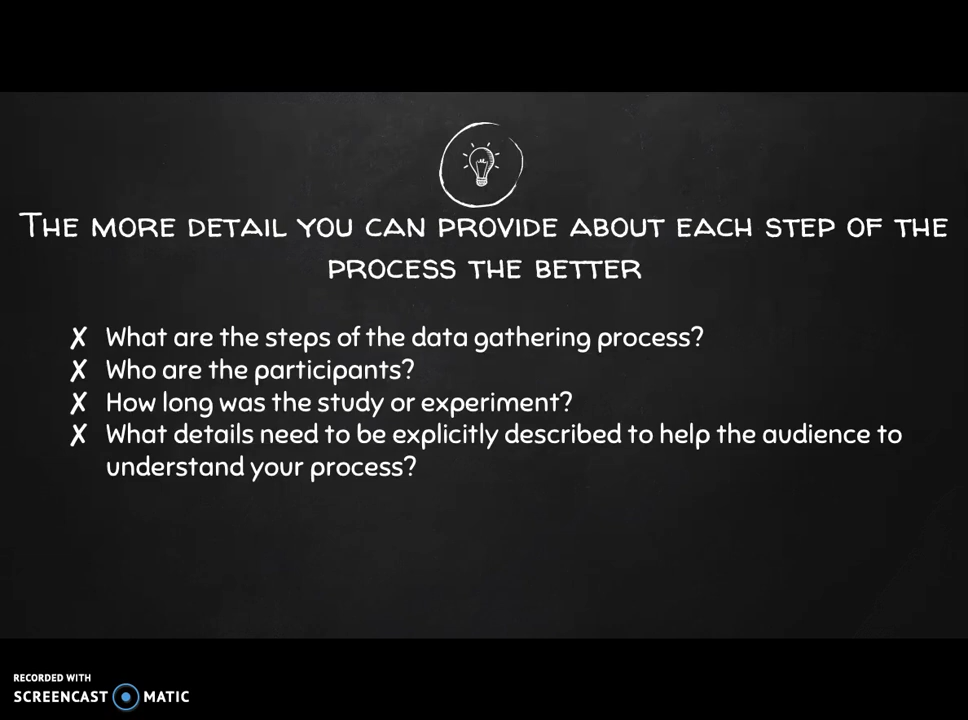 THE MORE DETAIL YOU CAN PROVIDE ABOUT EACH STEP OF THE
PROCESS THE BETTER
✗ What are the steps of the data gathering process?
✗ Who are the participants?
✗ How long was the study or experiment?
✗ What details need to be explicitly described to help the audience to
understand your process?
RECORDED WITH
SCREENCAST MATIC